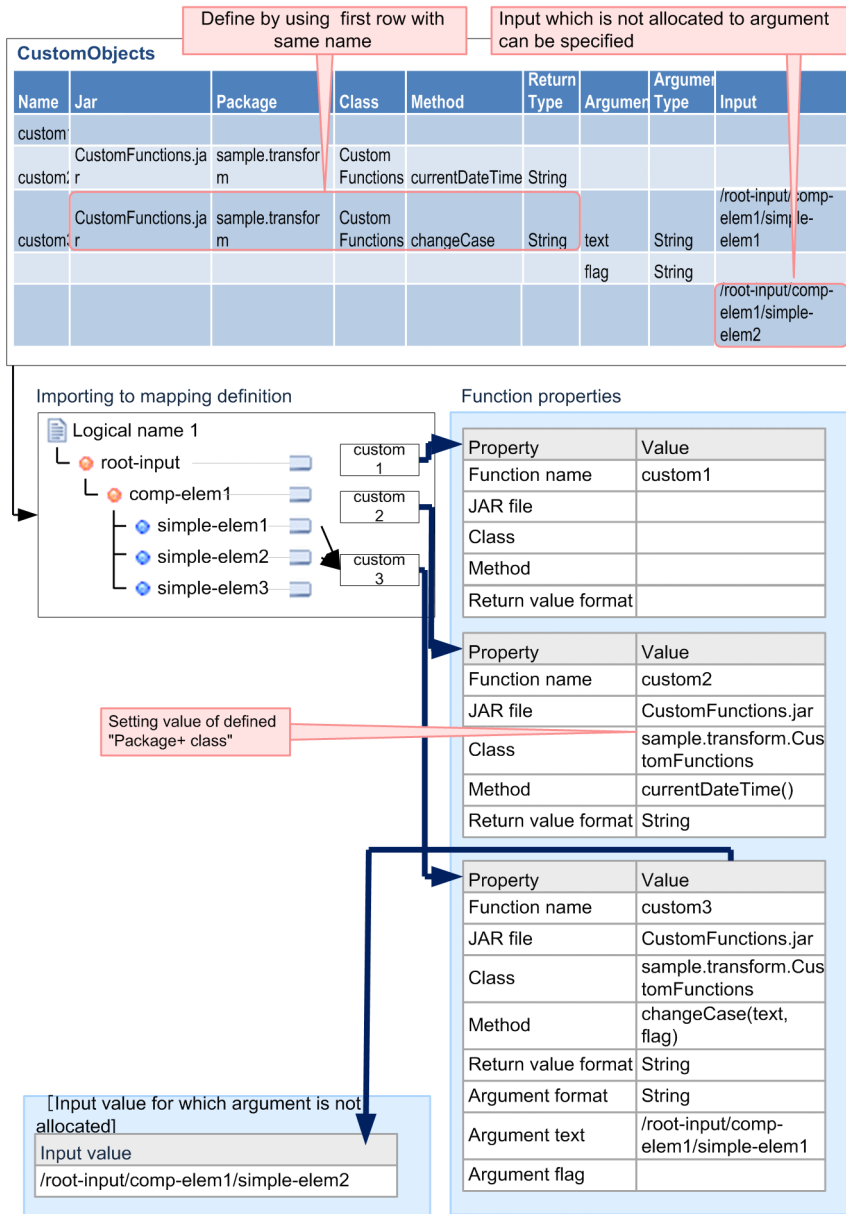 Define by using first row with
same name
Input which is not allocated to argument
can be specified
CustomObjects
Name Jar Package Class Method Return Type Argumen Argumen Type Input
custom1
custom2 CustomFunctions.ja r sample.transfor m Custom Functions currentDateTime String
custom3 CustomFunctions.ja r sample.transfor m Custom Functions changeCase String text String /root-input/comp-elem1/simple-elem1
flag String
/root-input/comp-
elem1/simple-
elem2
Importing to mapping definition
Logical name 1
root-input
comp-elem1
simple-elem1
simple-elem2
simple-elem3
custom
1
custom
2
custom
3
Function properties
Property Value
Function name custom1
JAR file
Class
Method
Return value format
Property Value
Function name custom2
JAR file CustomFunctions.jar
Class sample.transform.Cus
tomFunctions
Method currentDateTime()
Return value format String
Setting value of defined
"Package+ class"
Property Value
Function name custom3
JAR file CustomFunctions.jar
Class sample.transform.Cus
tomFunctions
Method changeCase(text,
flag)
Return value format String
Argument format String
Argument text /root-input/comp-
elem1/simple-elem1
Argument flag
[Input value for which argument is not
allocated]
Input value
/root-input/comp-elem1/simple-elem2